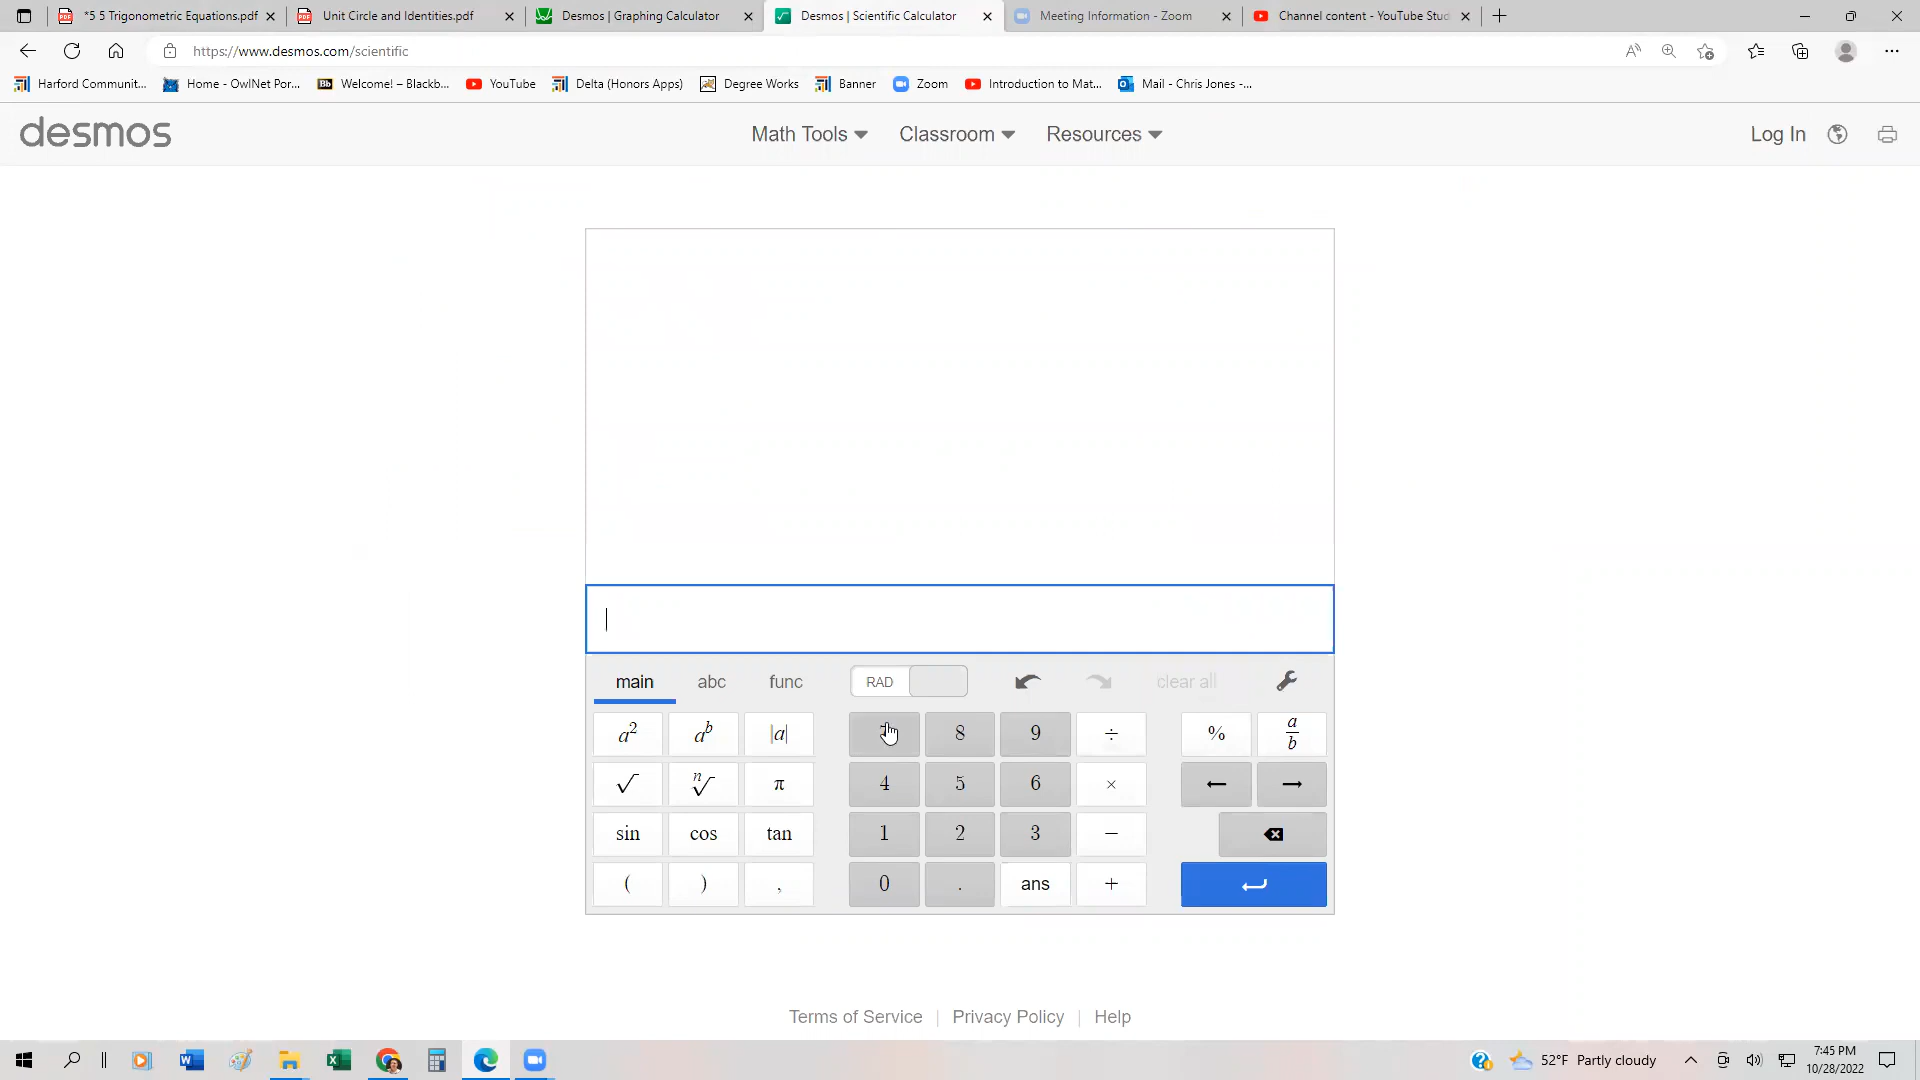 *5 5 Trigonometric Equations.pdf
Unit Circle and Identities.pdf
Desmos | Graphing Calculator
Desmos | Scientific Calculator
Meeting Information - Zoom
Channel content - YouTube Stud
https://www.desmos.com/scientific
Harford Communit...
Home - OwlNet Por...
Bb Welcome! – Blackb...
YouTube
Delta (Honors Apps)
Degree Works
Banner
Zoom
Introduction to Mat...
Mail - Chris Jones -...
desmos
Math Tools
Classroom
Resources
Log In
main abc func RAD clear all
a² aᵇ |a| 8 9 ÷ % a/b
√ ⁿ√ π 4 5 6 × ← →
sin cos tan 1 2 3 −
( ) , 0 . ans +
Terms of Service | Privacy Policy | Help
52°F Partly cloudy
7:45 PM
10/28/2022